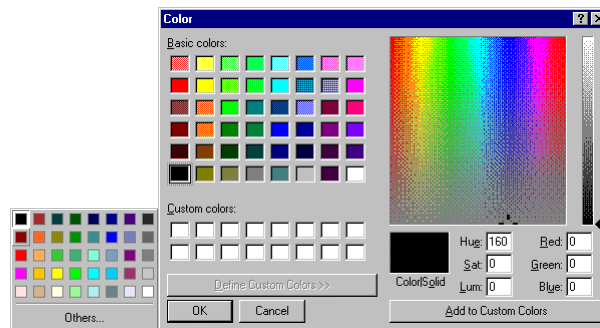 Color
Basic colors:
Custom colors:
Define Custom Colors >>
OK Cancel
Color|Solid
Hue: 160
Sat: 0
Lum: 0
Red: 0
Green: 0
Blue: 0
Add to Custom Colors
Others...